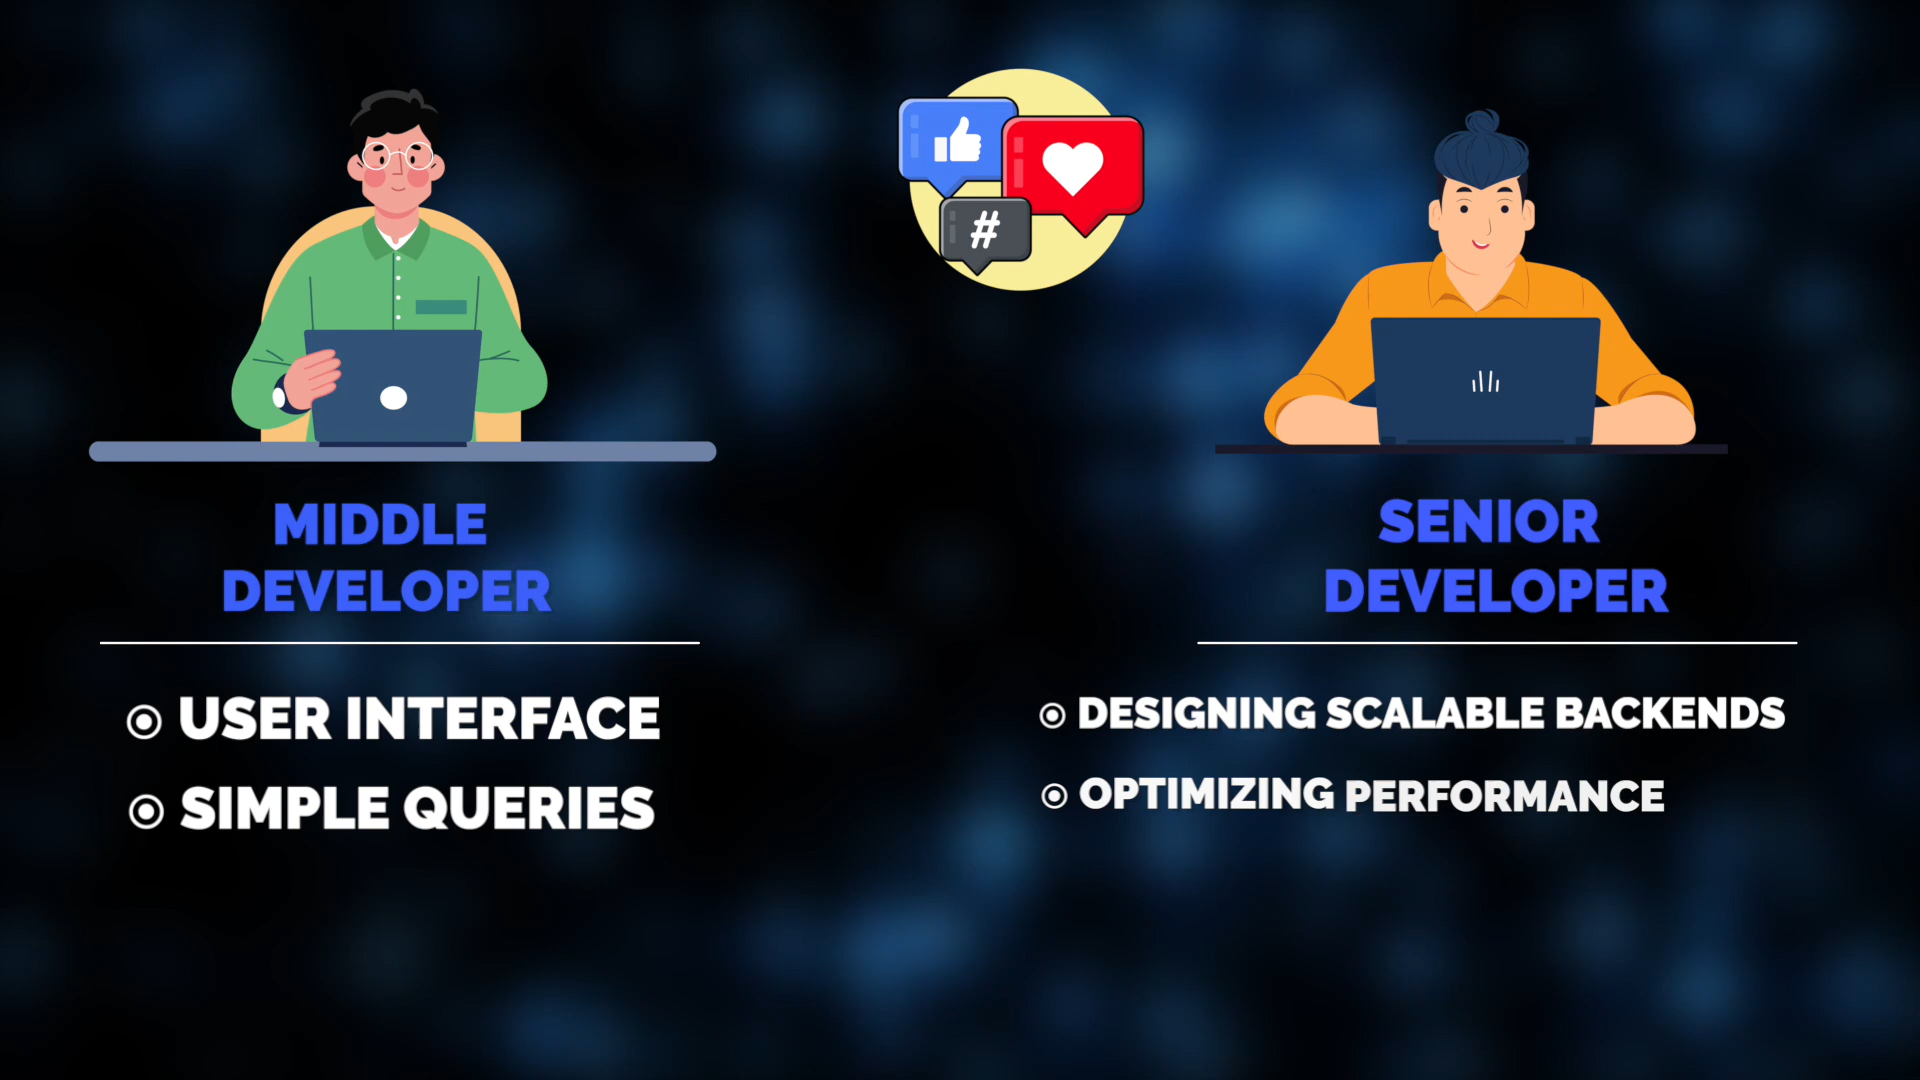 #
MIDDLE
DEVELOPER
USER INTERFACE
SIMPLE QUERIES
SENIOR
DEVELOPER
DESIGNING SCALABLE BACKENDS
OPTIMIZING PERFORMANCE